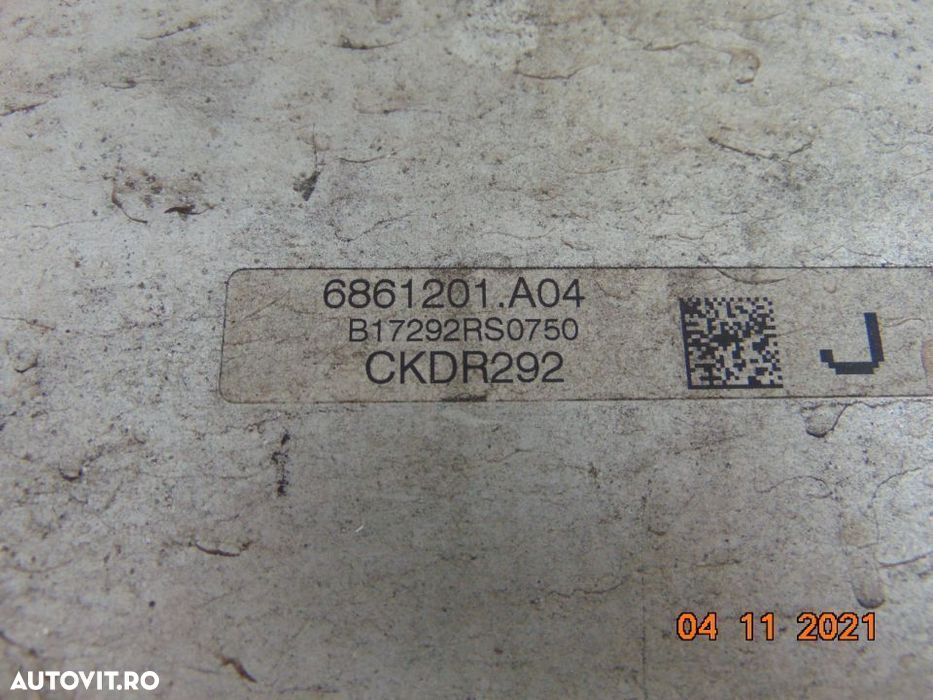 6861201.A04
B17292RS0750
CKDR292
J
04 11 2021
AUTOVIT.RO